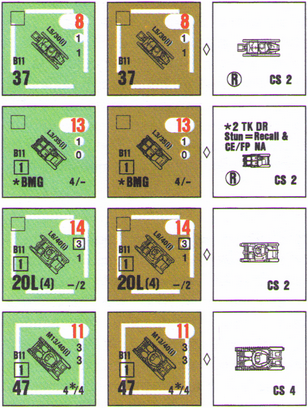 8
L5/30(i)
1
1
B11
37
8
L5/30(i)
1
1
B11
37
R
CS 2
13
L3/35(i)
1
0
B11
1
*BMG
4/-
13
L3/35(i)
1
0
B11
1
*BMG
4/-
*2 TK DR
Stun = Recall &
CE/FP NA
R
CS 2
14
L6/40(i)
3
1
B11
1
20L(4)
-/2
14
L6/40(i)
3
1
B11
1
20L(4)
-/2
CS 2
11
M13/40(i)
3
3
B11
1
47
4*/4
11
M13/40(i)
3
3
B11
1
47
4*/4
CS 4